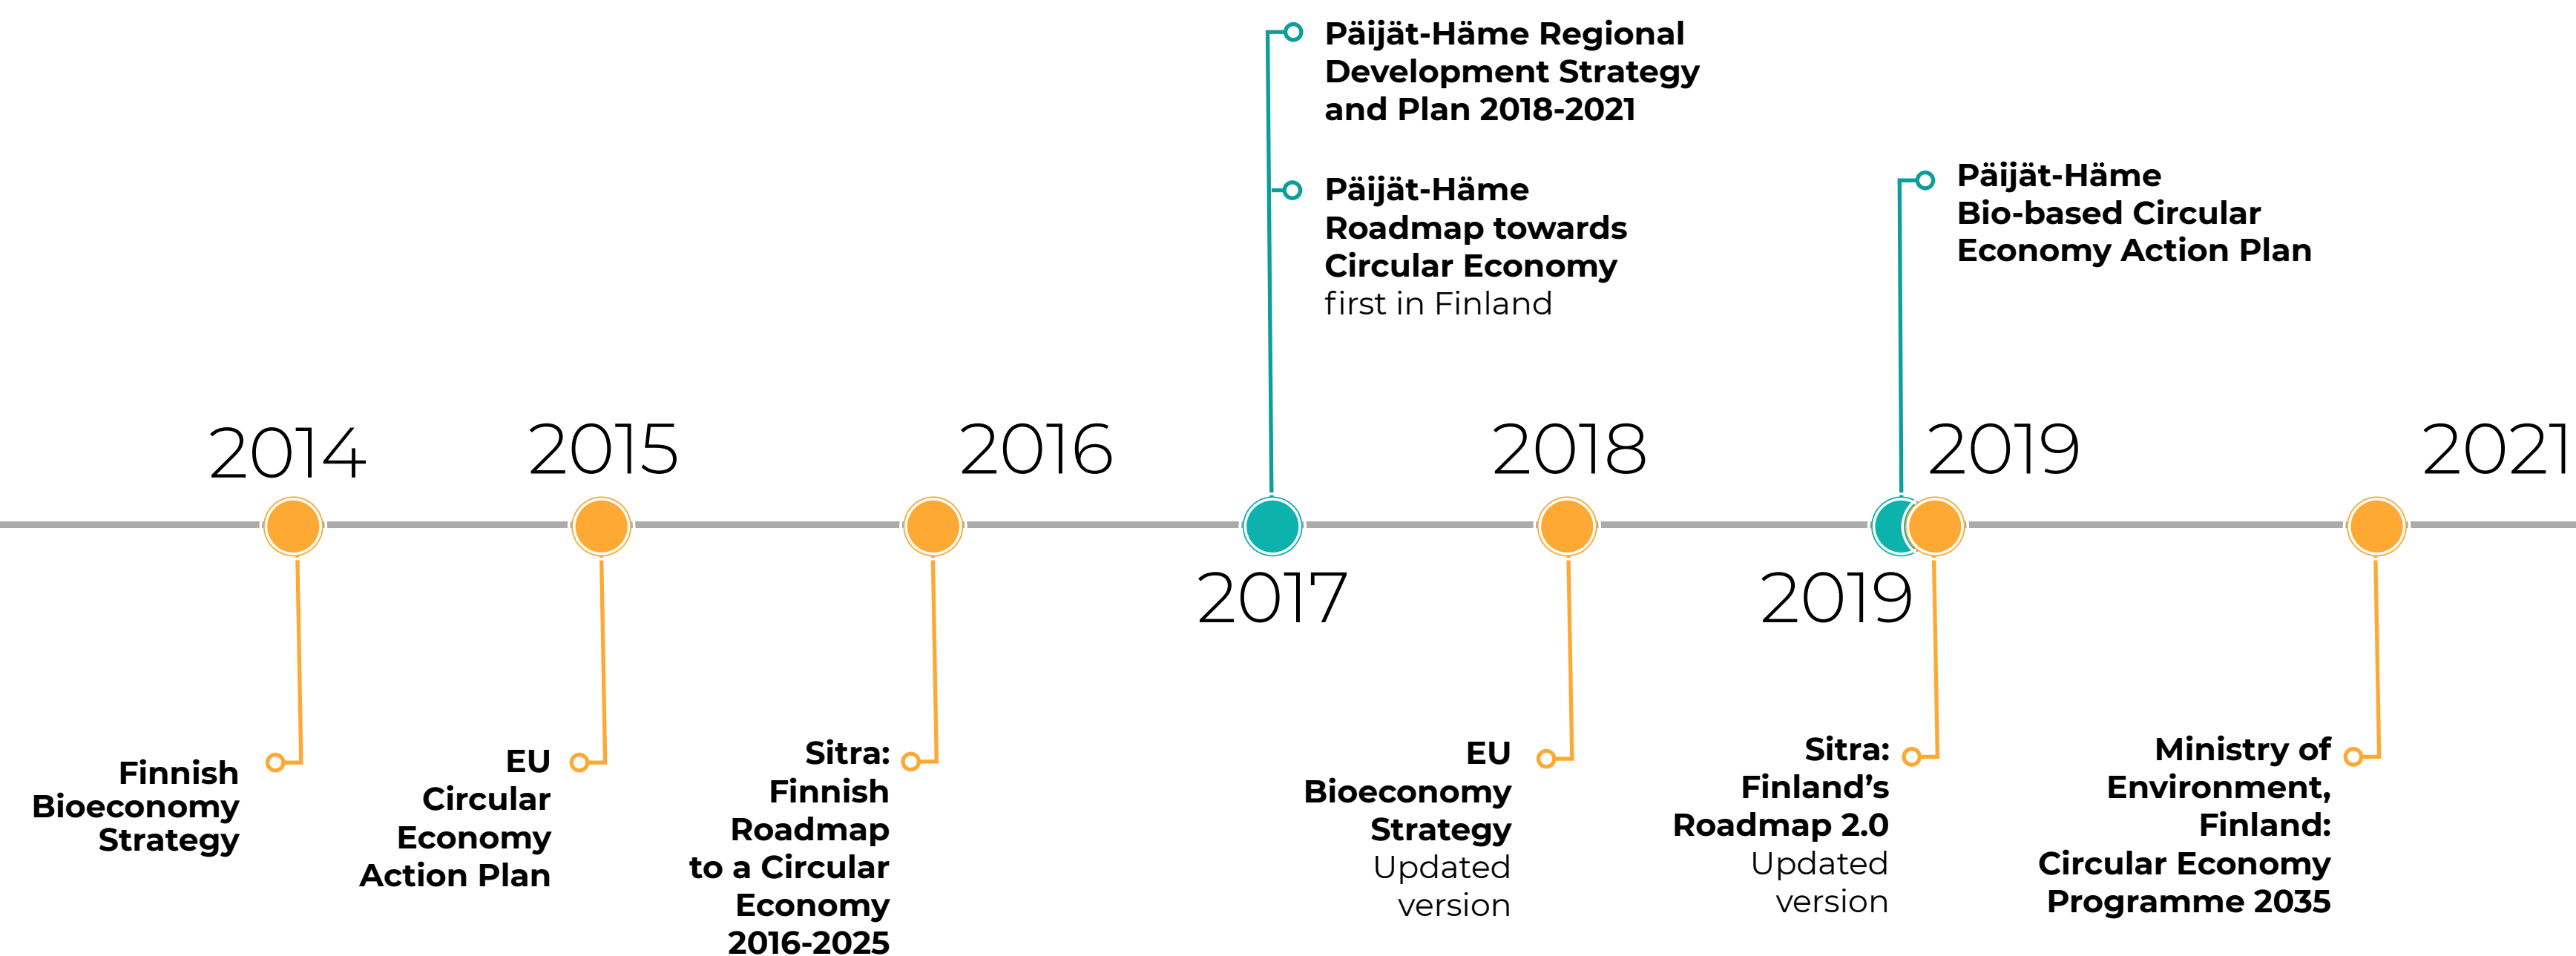 Päijät-Häme Regional
Development Strategy
and Plan 2018-2021
Päijät-Häme
Roadmap towards
Circular Economy
first in Finland
Päijät-Häme
Bio-based Circular
Economy Action Plan
2014
2015
2016
2018
2019
2021
2017
2019
Finnish
Bioeconomy
Strategy
EU
Circular
Economy
Action Plan
Sitra:
Finnish
Roadmap
to a Circular
Economy
2016-2025
EU
Bioeconomy
Strategy
Updated
version
Sitra:
Finland’s
Roadmap 2.0
Updated
version
Ministry of
Environment,
Finland:
Circular Economy
Programme 2035